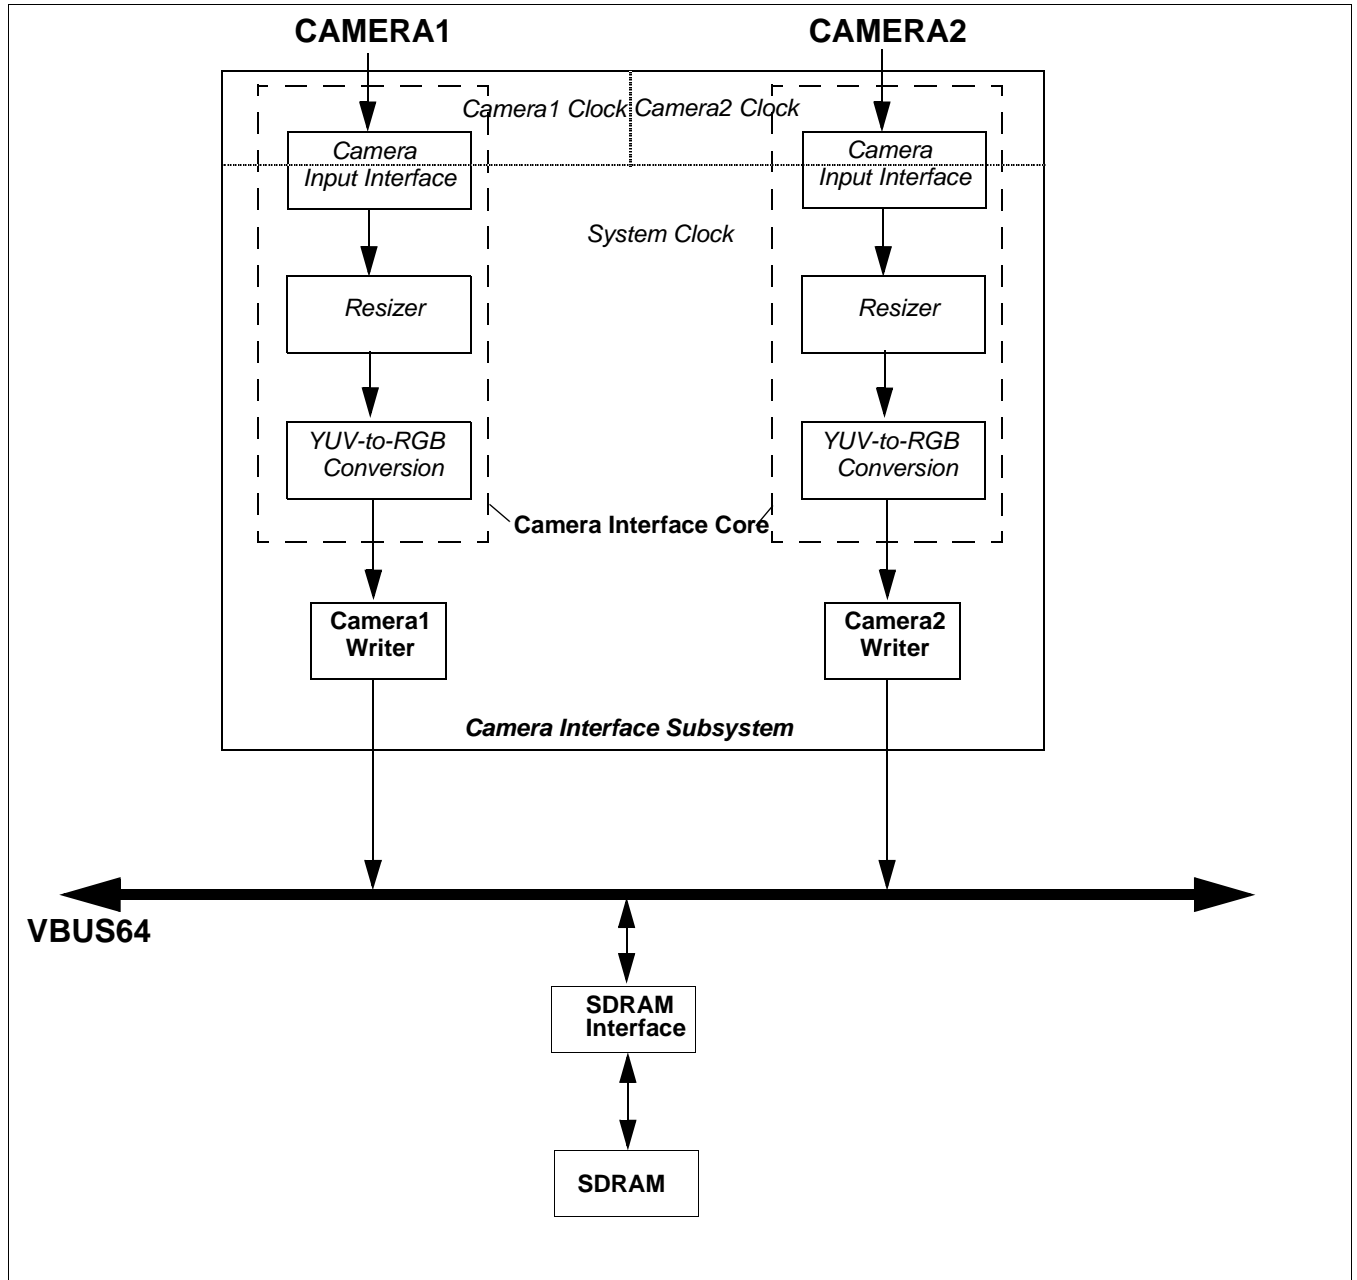 CAMERA1
CAMERA2
Camera1 Clock
Camera2 Clock
Camera
Input Interface
Camera
Input Interface
System Clock
Resizer
Resizer
YUV-to-RGB
Conversion
YUV-to-RGB
Conversion
Camera Interface Core
Camera1
Writer
Camera2
Writer
Camera Interface Subsystem
VBUS64
SDRAM
Interface
SDRAM